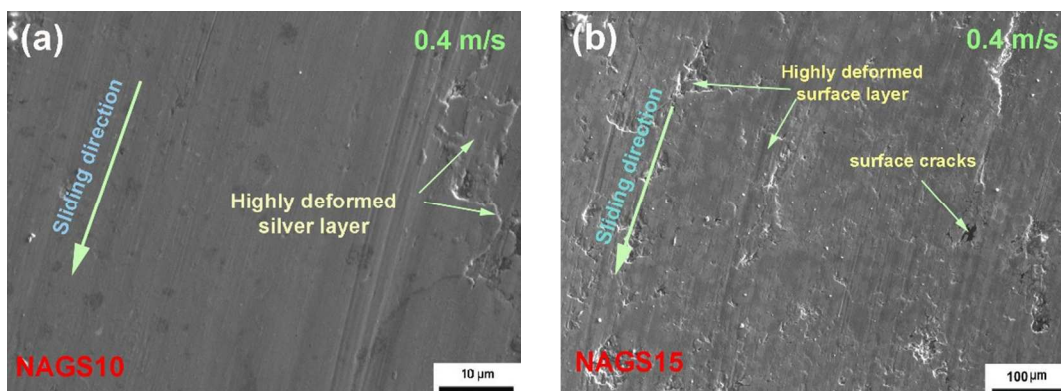 (a)
0.4 m/s
Sliding direction
Highly deformed
silver layer
NAGS10
10 µm
(b)
0.4 m/s
Highly deformed
surface layer
Sliding direction
surface cracks
NAGS15
100 µm